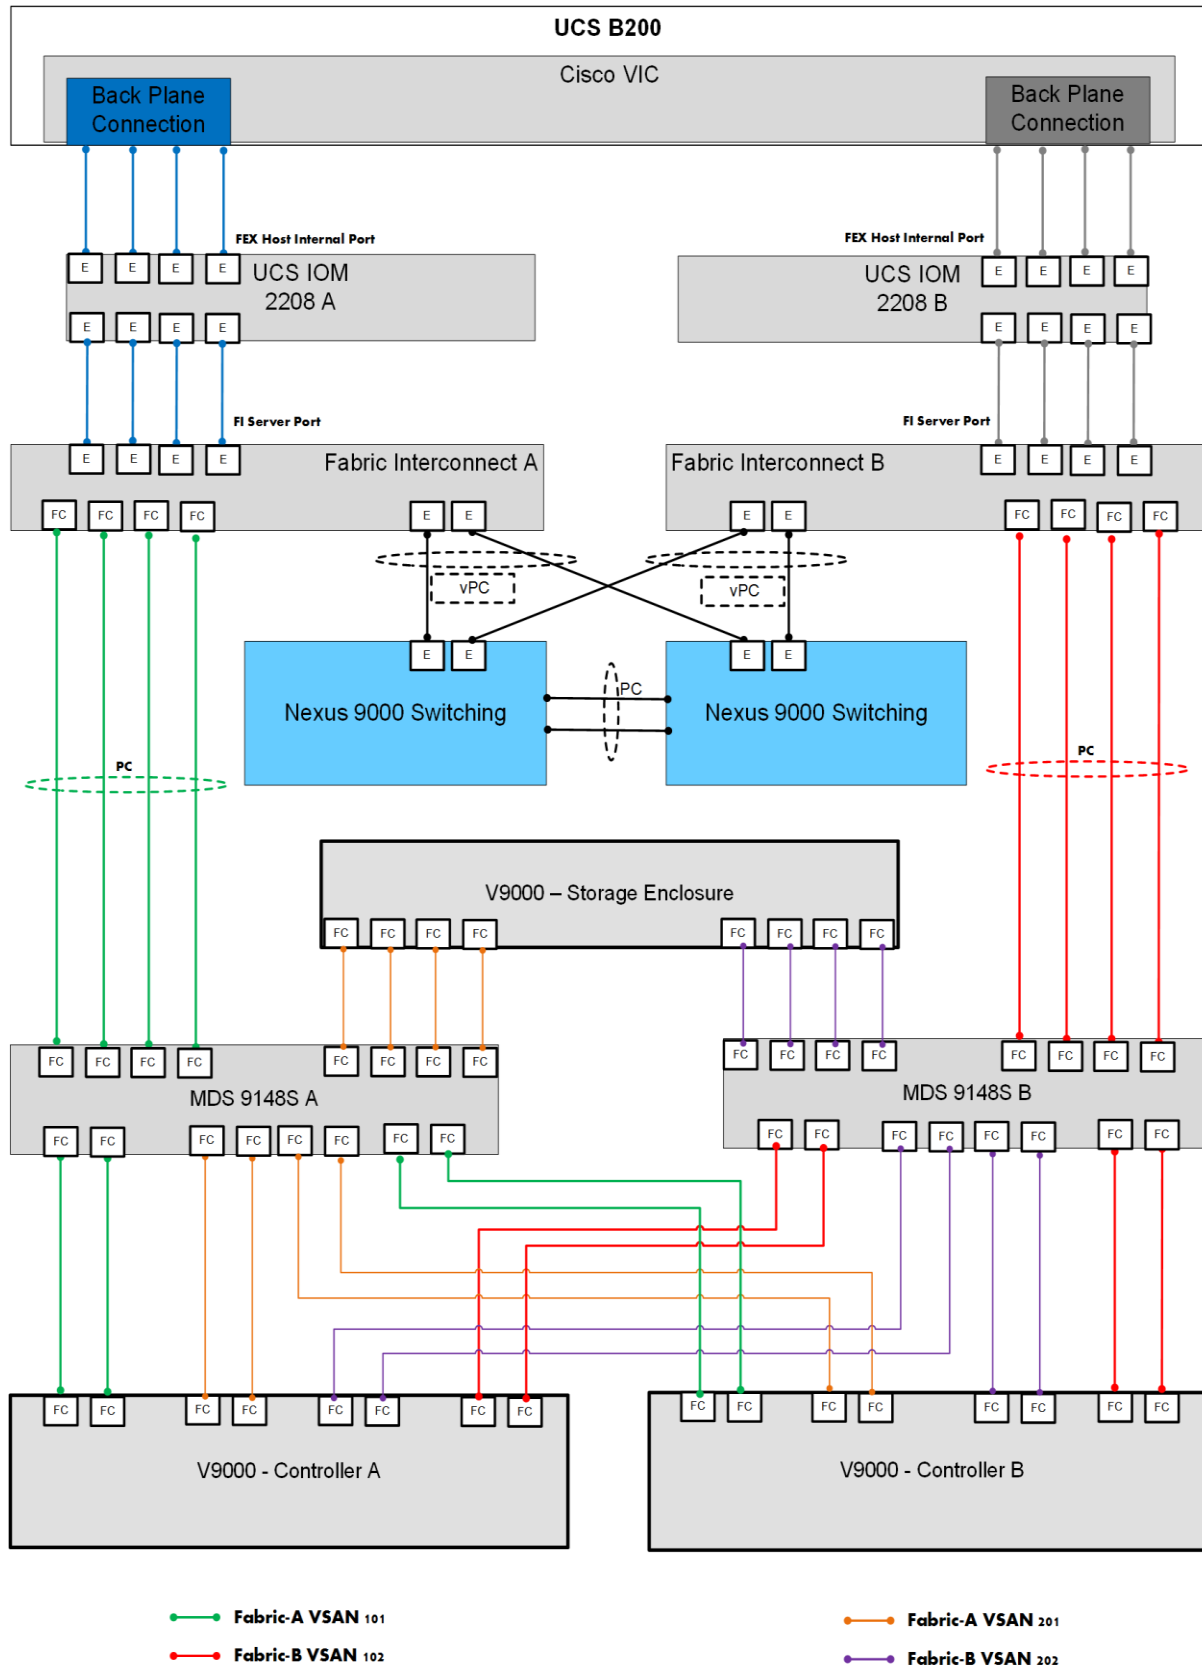 UCS B200
Cisco VIC
Back Plane
Connection
Back Plane
Connection
FEX Host Internal Port
FEX Host Internal Port
E E E E
UCS IOM
2208 A
E E E E
UCS IOM
2208 B
E E E E
E E E E
FI Server Port
FI Server Port
E E E E
Fabric Interconnect A
Fabric Interconnect B
E E E E
FC FC FC FC
E E
E E
FC FC FC FC
vPC
vPC
E E
E E
PC
Nexus 9000 Switching
Nexus 9000 Switching
PC
PC
V9000 – Storage Enclosure
FC FC FC FC
FC FC FC FC
FC FC FC FC
FC FC FC FC
FC FC FC FC
FC FC FC FC
MDS 9148S A
MDS 9148S B
FC FC
FC FC FC FC
FC FC
FC FC
FC FC FC FC
FC FC
FC FC
FC FC
FC FC
FC FC
FC FC
FC FC
FC FC
FC FC
V9000 - Controller A
V9000 - Controller B
Fabric-A VSAN 101
Fabric-A VSAN 201
Fabric-B VSAN 102
Fabric-B VSAN 202